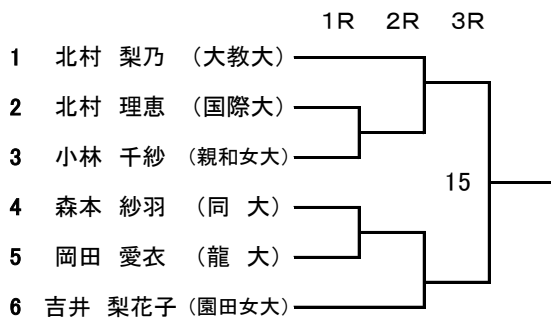 1R 2R 3R
1 北村 梨乃 （大教大）
2 北村 理恵 （国際大）
3 小林 千紗 （親和女大）
15
4 森本 紗羽 （同 大）
5 岡田 愛衣 （龍 大）
6 吉井 梨花子 （園田女大）